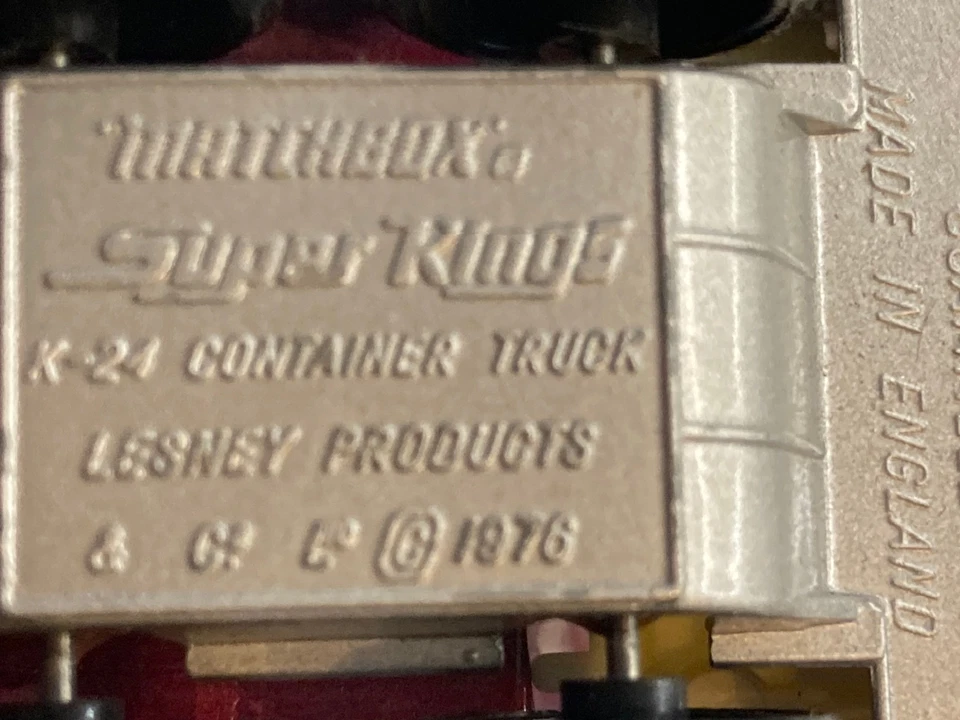 "MATCHBOX"®
Super Kings
K-24 CONTAINER TRUCK
LESNEY PRODUCTS
& Cº Lº © 1976
MADE IN ENGLAND